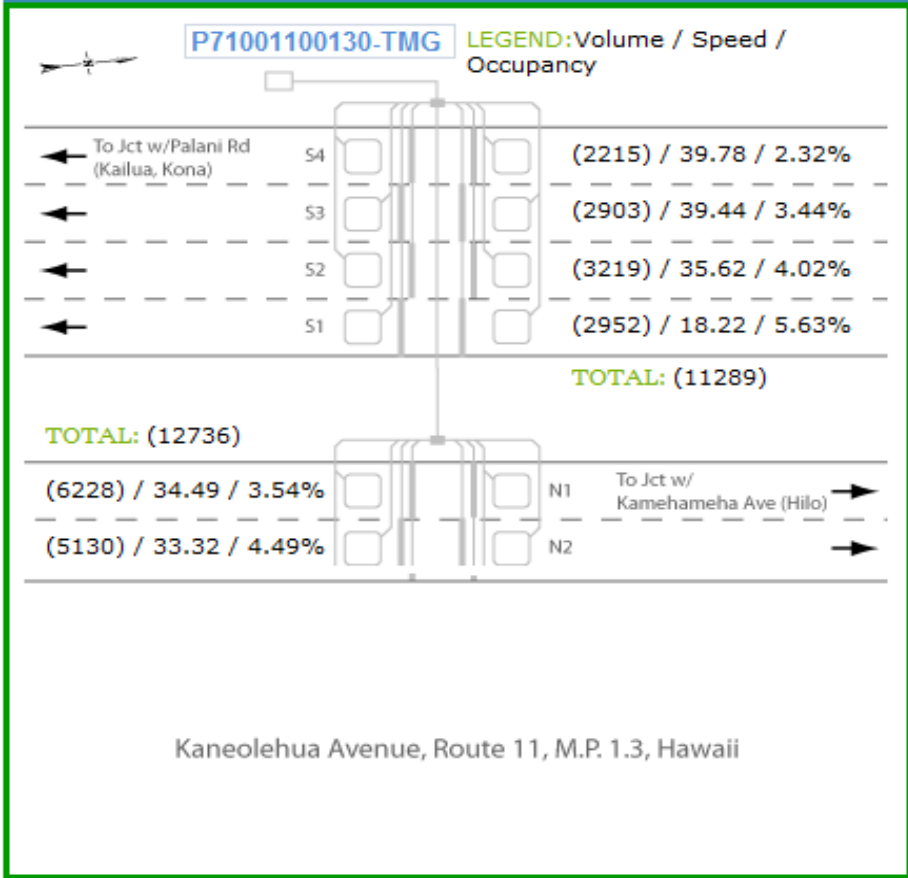 P71001100130-TMG
LEGEND:Volume / Speed /
Occupancy
z
To Jct w/Palani Rd
(Kailua, Kona)
S4
(2215) / 39.78 / 2.32%
S3
(2903) / 39.44 / 3.44%
S2
(3219) / 35.62 / 4.02%
S1
(2952) / 18.22 / 5.63%
TOTAL: (11289)
TOTAL: (12736)
(6228) / 34.49 / 3.54%
N1
To Jct w/
Kamehameha Ave (Hilo)
(5130) / 33.32 / 4.49%
N2
Kaneolehua Avenue, Route 11, M.P. 1.3, Hawaii